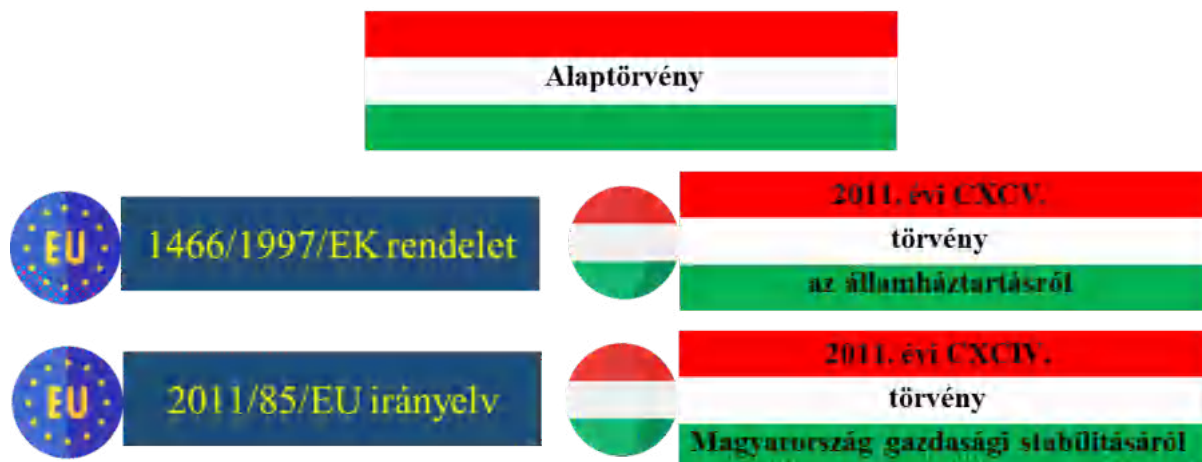 Alaptörvény
EU
1466/1997/EK rendelet
2011. évi CXCV.
törvény
az államháztartásról
EU
2011/85/EU irányelv
2011. évi CXCIV.
törvény
Magyarország gazdasági stabilitásáról